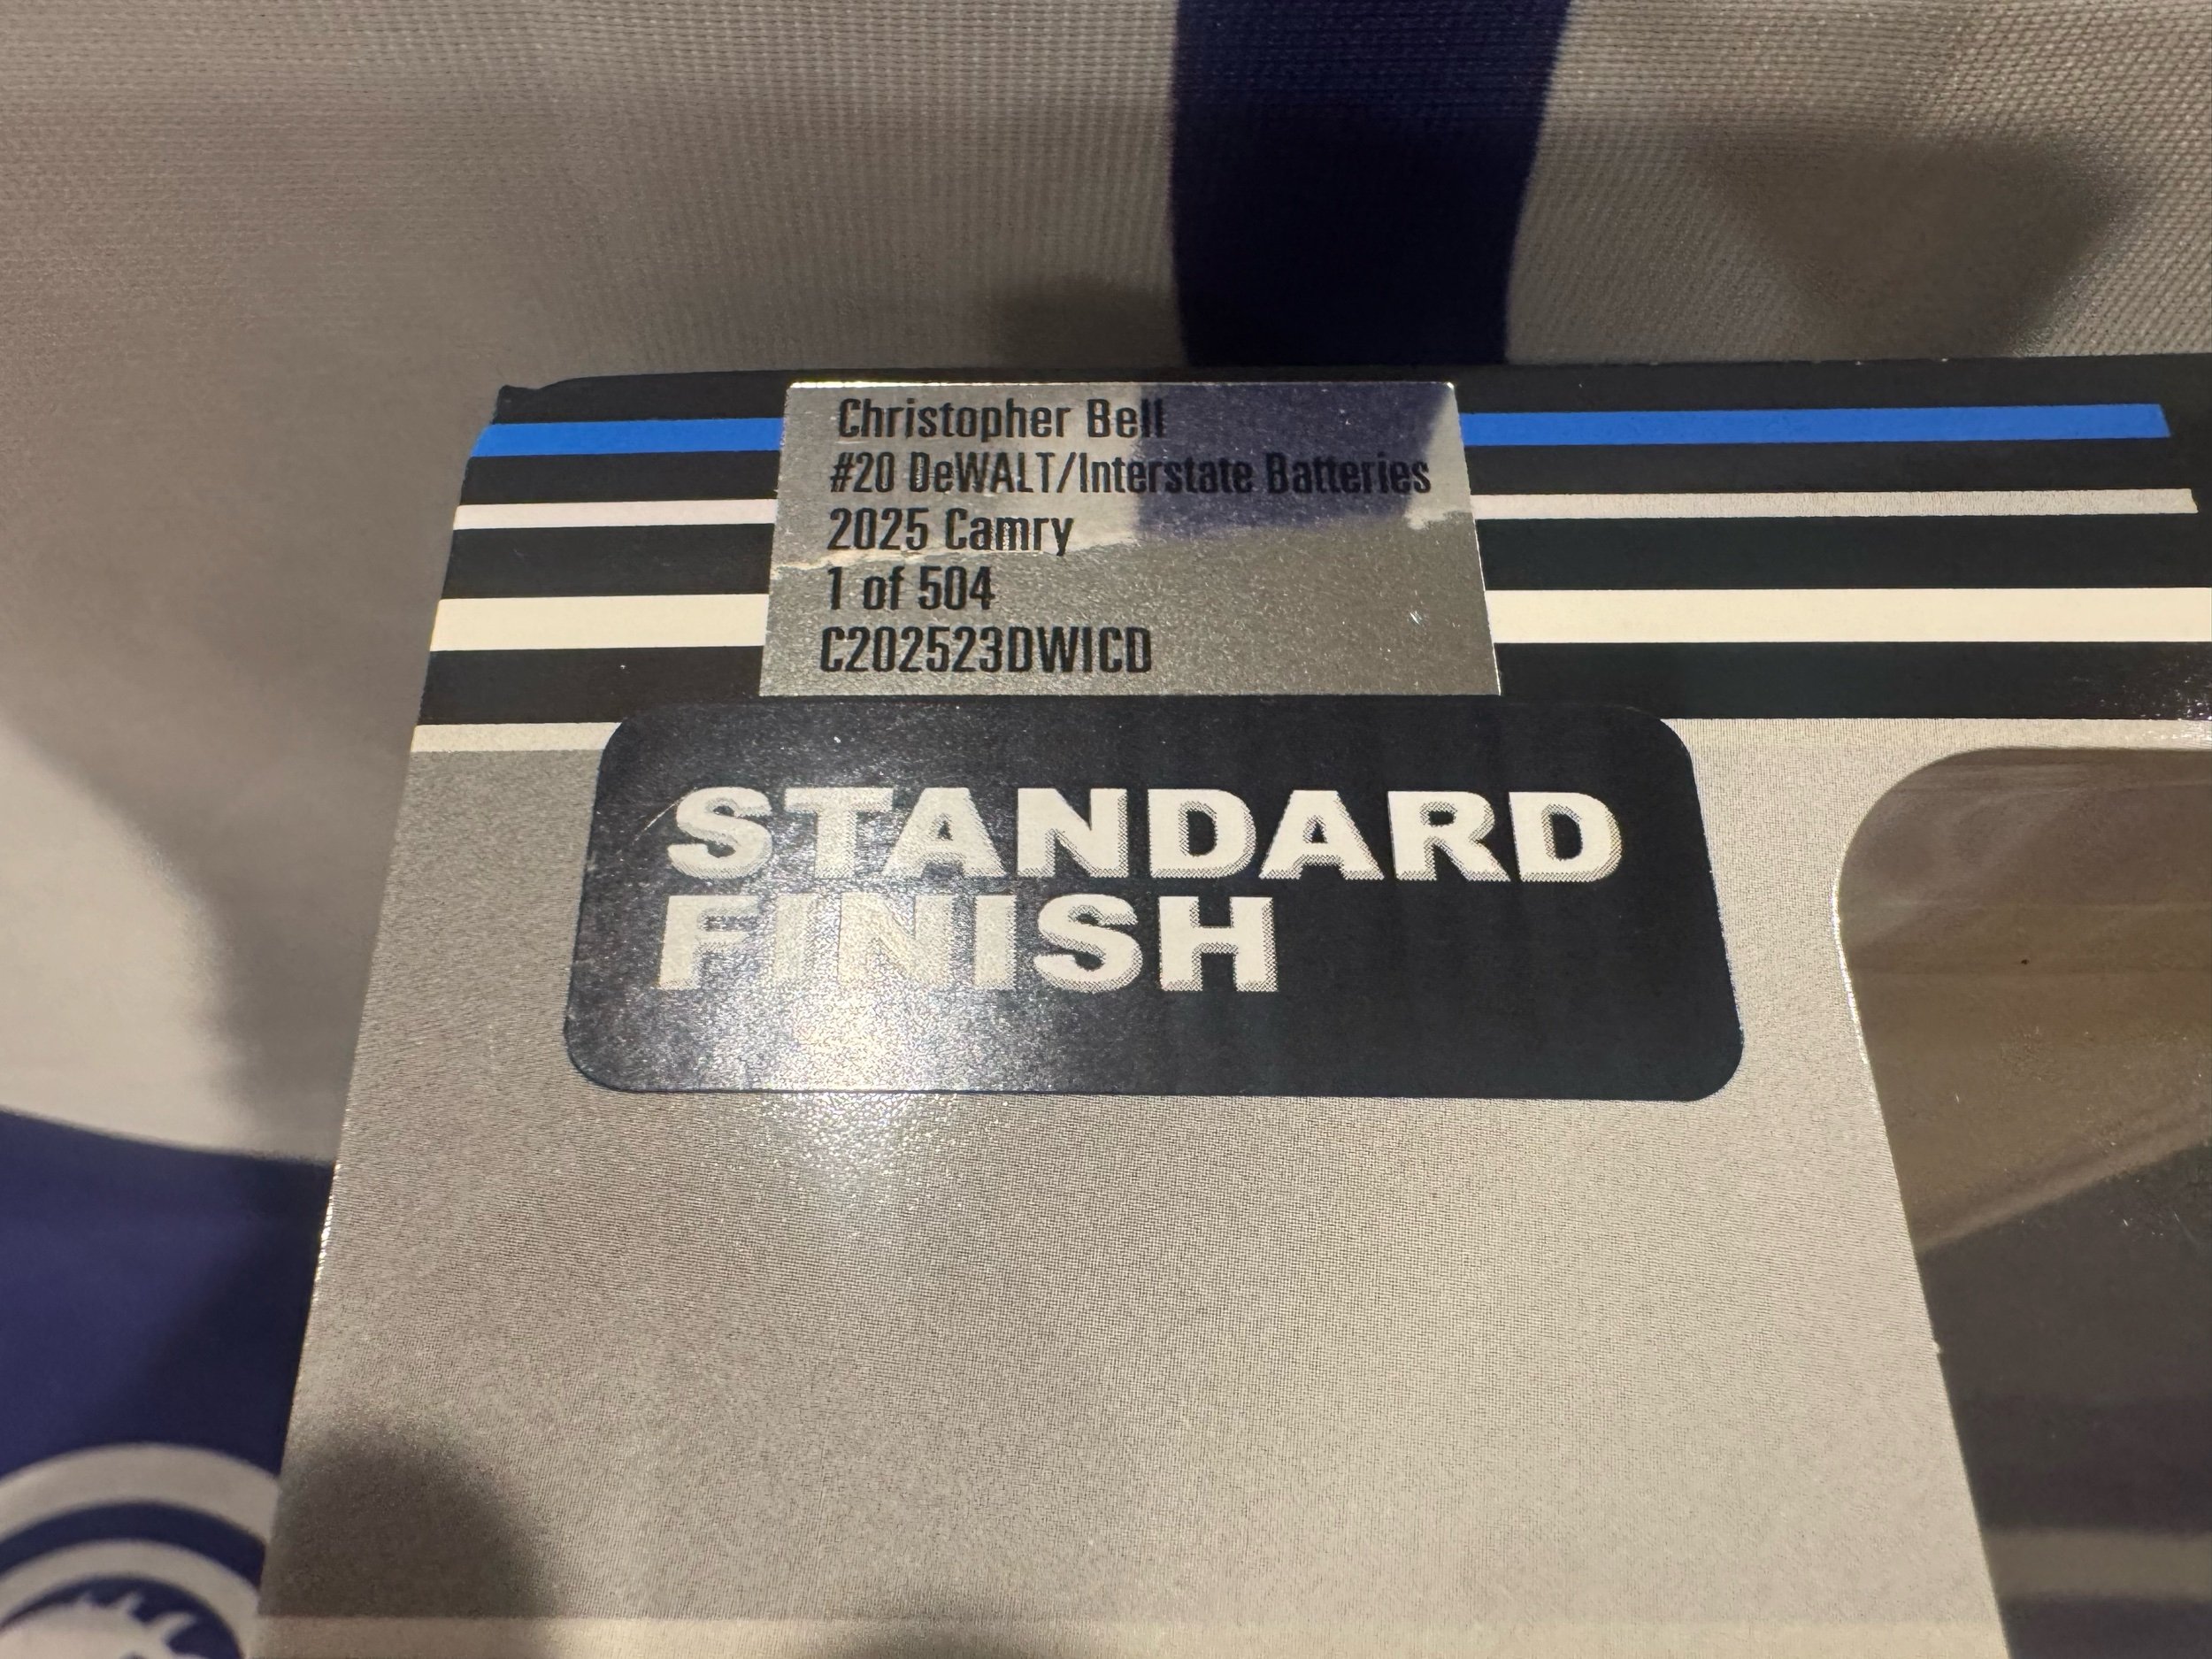 Christopher Bell
#20 DeWALT/Interstate Batteries
2025 Camry
1 of 504
C202523DWICD
STANDARD
FINISH